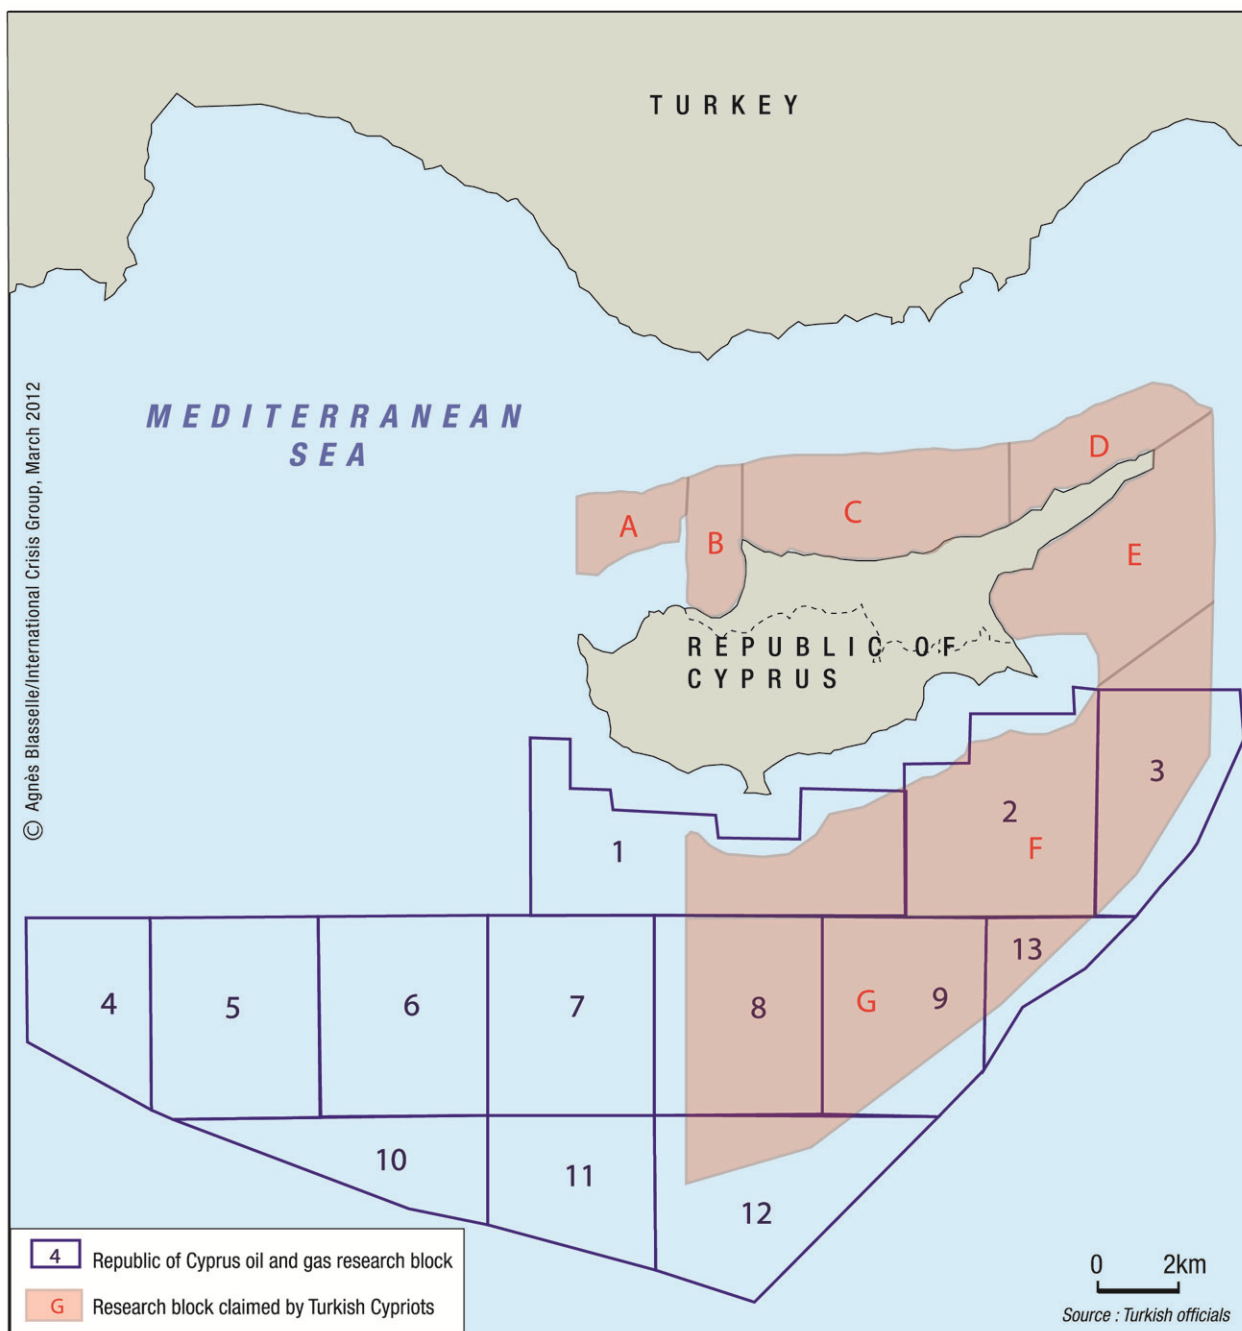 TURKEY
MEDITERRANEAN
SEA
© Agnès Blasselle/International Crisis Group, March 2012
D
C
A
B
E
REPUBLIC OF
CYPRUS
3
2
F
1
13
4
5
6
7
8
G
9
10
11
12
4 Republic of Cyprus oil and gas research block
G Research block claimed by Turkish Cypriots
0 2km
Source : Turkish officials